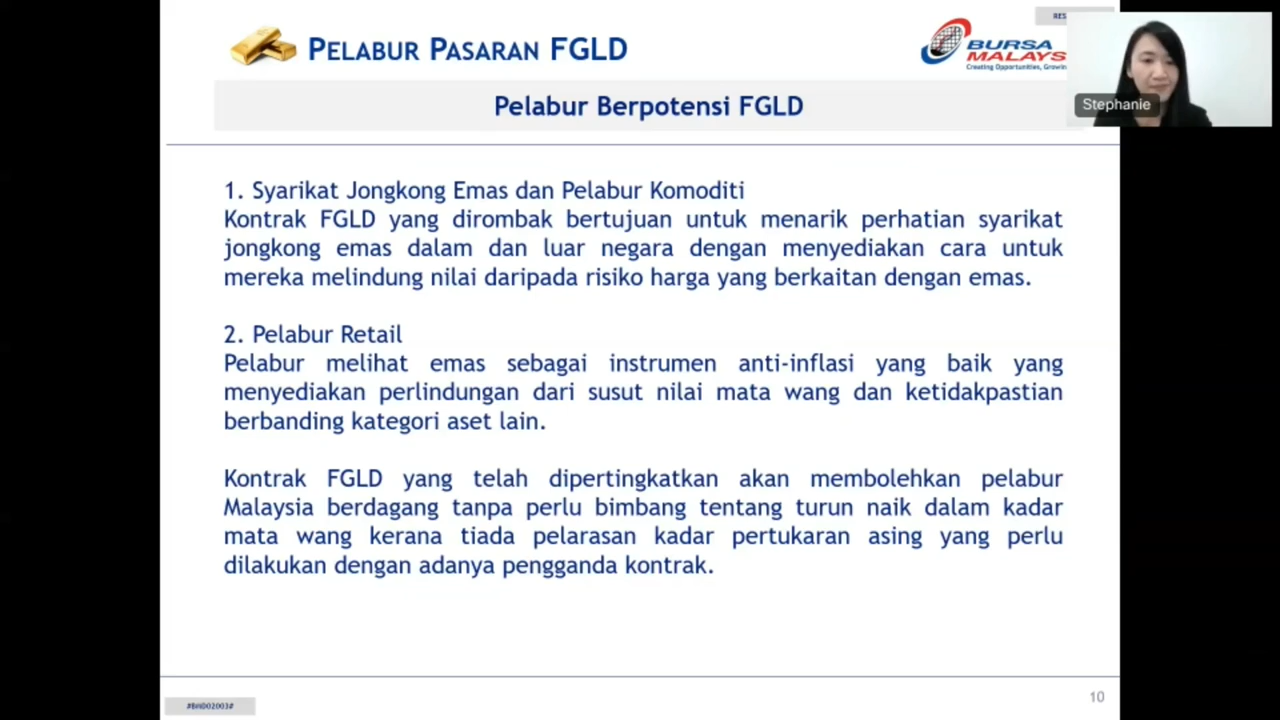 PELABUR PASARAN FGLD
RES
BURSA
MALAYS
Creating Opportunities, Growin
Stephanie
Pelabur Berpotensi FGLD
1. Syarikat Jongkong Emas dan Pelabur Komoditi
Kontrak FGLD yang dirombak bertujuan untuk menarik perhatian syarikat
jongkong emas dalam dan luar negara dengan menyediakan cara untuk
mereka melindung nilai daripada risiko harga yang berkaitan dengan emas.
2. Pelabur Retail
Pelabur melihat emas sebagai instrumen anti-inflasi yang baik yang
menyediakan perlindungan dari susut nilai mata wang dan ketidakpastian
berbanding kategori aset lain.
Kontrak FGLD yang telah dipertingkatkan akan membolehkan pelabur
Malaysia berdagang tanpa perlu bimbang tentang turun naik dalam kadar
mata wang kerana tiada pelarasan kadar pertukaran asing yang perlu
dilakukan dengan adanya pengganda kontrak.
10